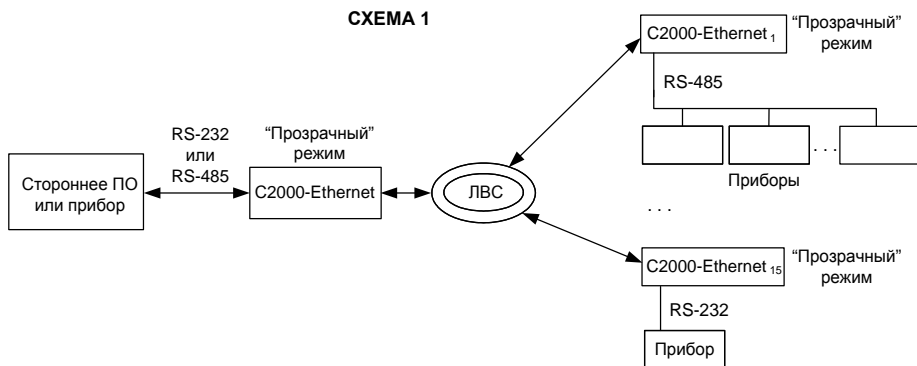 СХЕМА 1
Стороннее ПО
или прибор
RS-232
или
RS-485
“Прозрачный”
режим
С2000-Ethernet
ЛВС
С2000-Ethernet 1
“Прозрачный”
режим
RS-485
. . .
Приборы
. . .
С2000-Ethernet 15
“Прозрачный”
режим
RS-232
Прибор